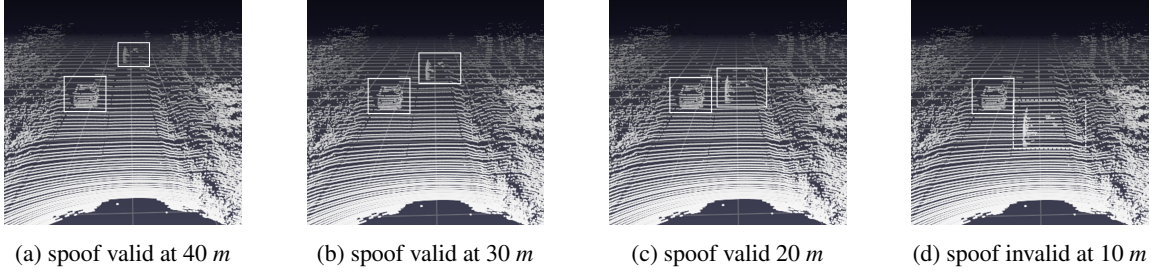 (a) spoof valid at 40 m
(b) spoof valid at 30 m
(c) spoof valid 20 m
(d) spoof invalid at 10 m